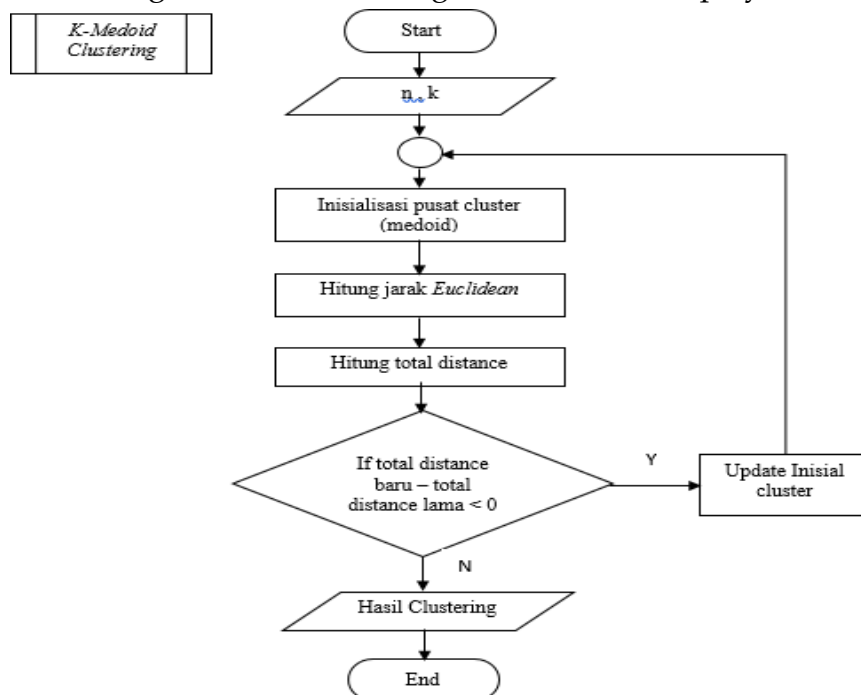 K-Medoid
Clustering
Start
n , k
Inisialisasi pusat cluster
(medoid)
Hitung jarak Euclidean
Hitung total distance
If total distance
baru – total
distance lama < 0
Y
Update Inisial
cluster
N
Hasil Clustering
End